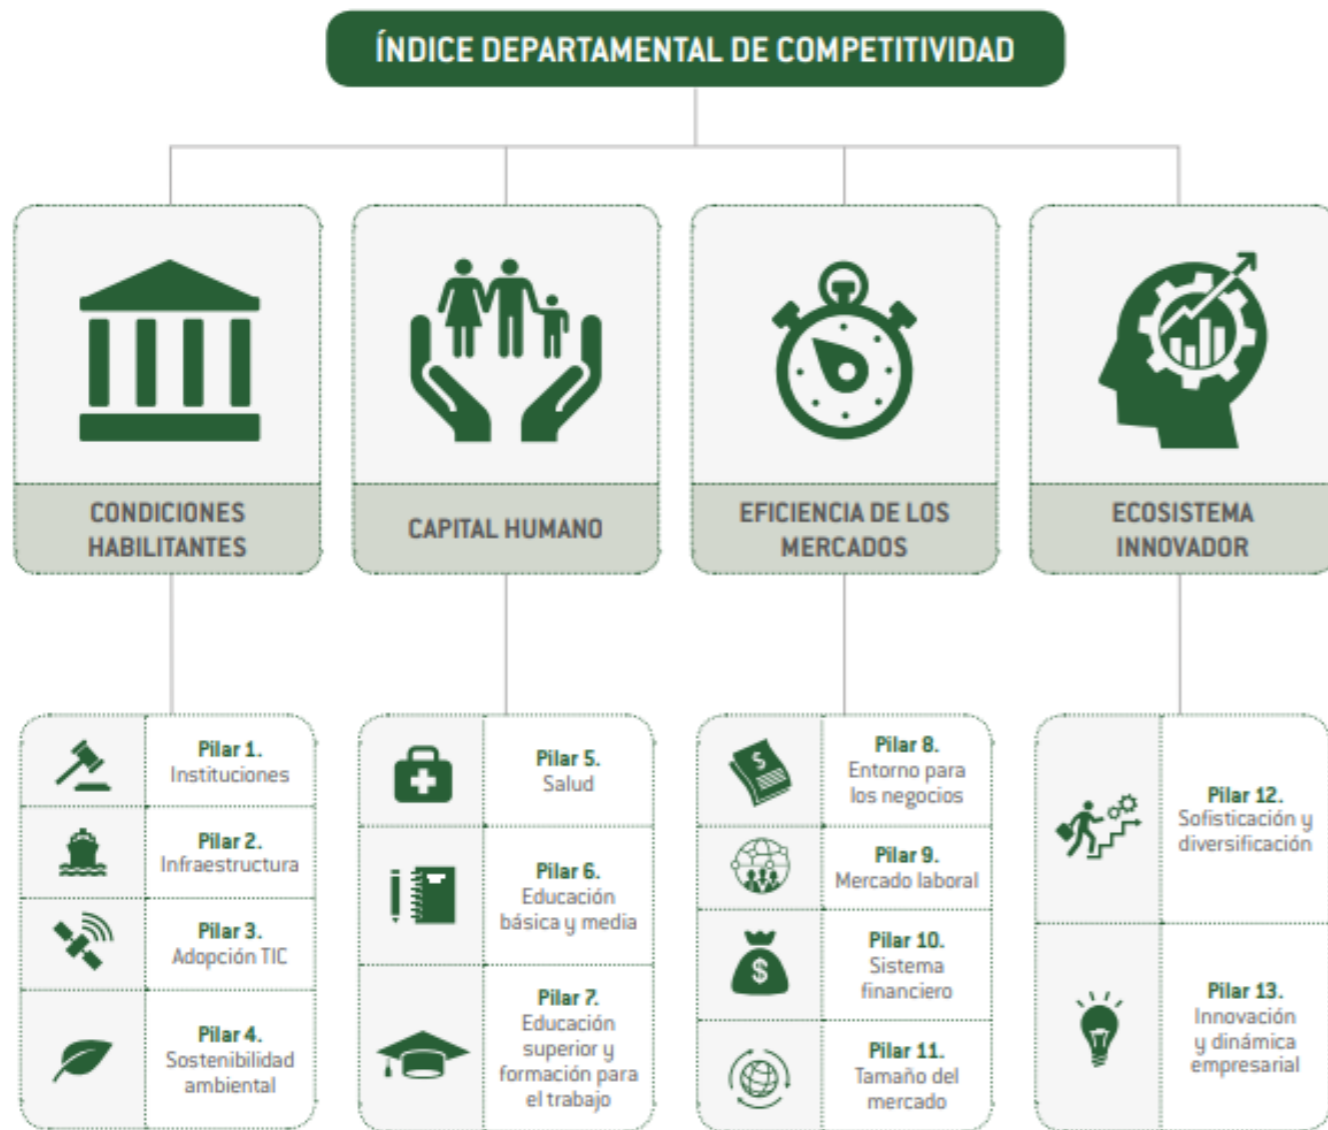 ÍNDICE DEPARTAMENTAL DE COMPETITIVIDAD
CONDICIONES
HABILITANTES
CAPITAL HUMANO
EFICIENCIA DE LOS
MERCADOS
ECOSISTEMA
INNOVADOR
Pilar 1.
Instituciones
Pilar 2.
Infraestructura
Pilar 3.
Adopción TIC
Pilar 4.
Sostenibilidad
ambiental
Pilar 5.
Salud
Pilar 6.
Educación
básica y media
Pilar 7.
Educación
superior y
formación para
el trabajo
Pilar 8.
Entorno para
los negocios
Pilar 9.
Mercado laboral
Pilar 10.
Sistema
financiero
Pilar 11.
Tamaño del
mercado
Pilar 12.
Sofisticación y
diversificación
Pilar 13.
Innovación
y dinámica
empresarial